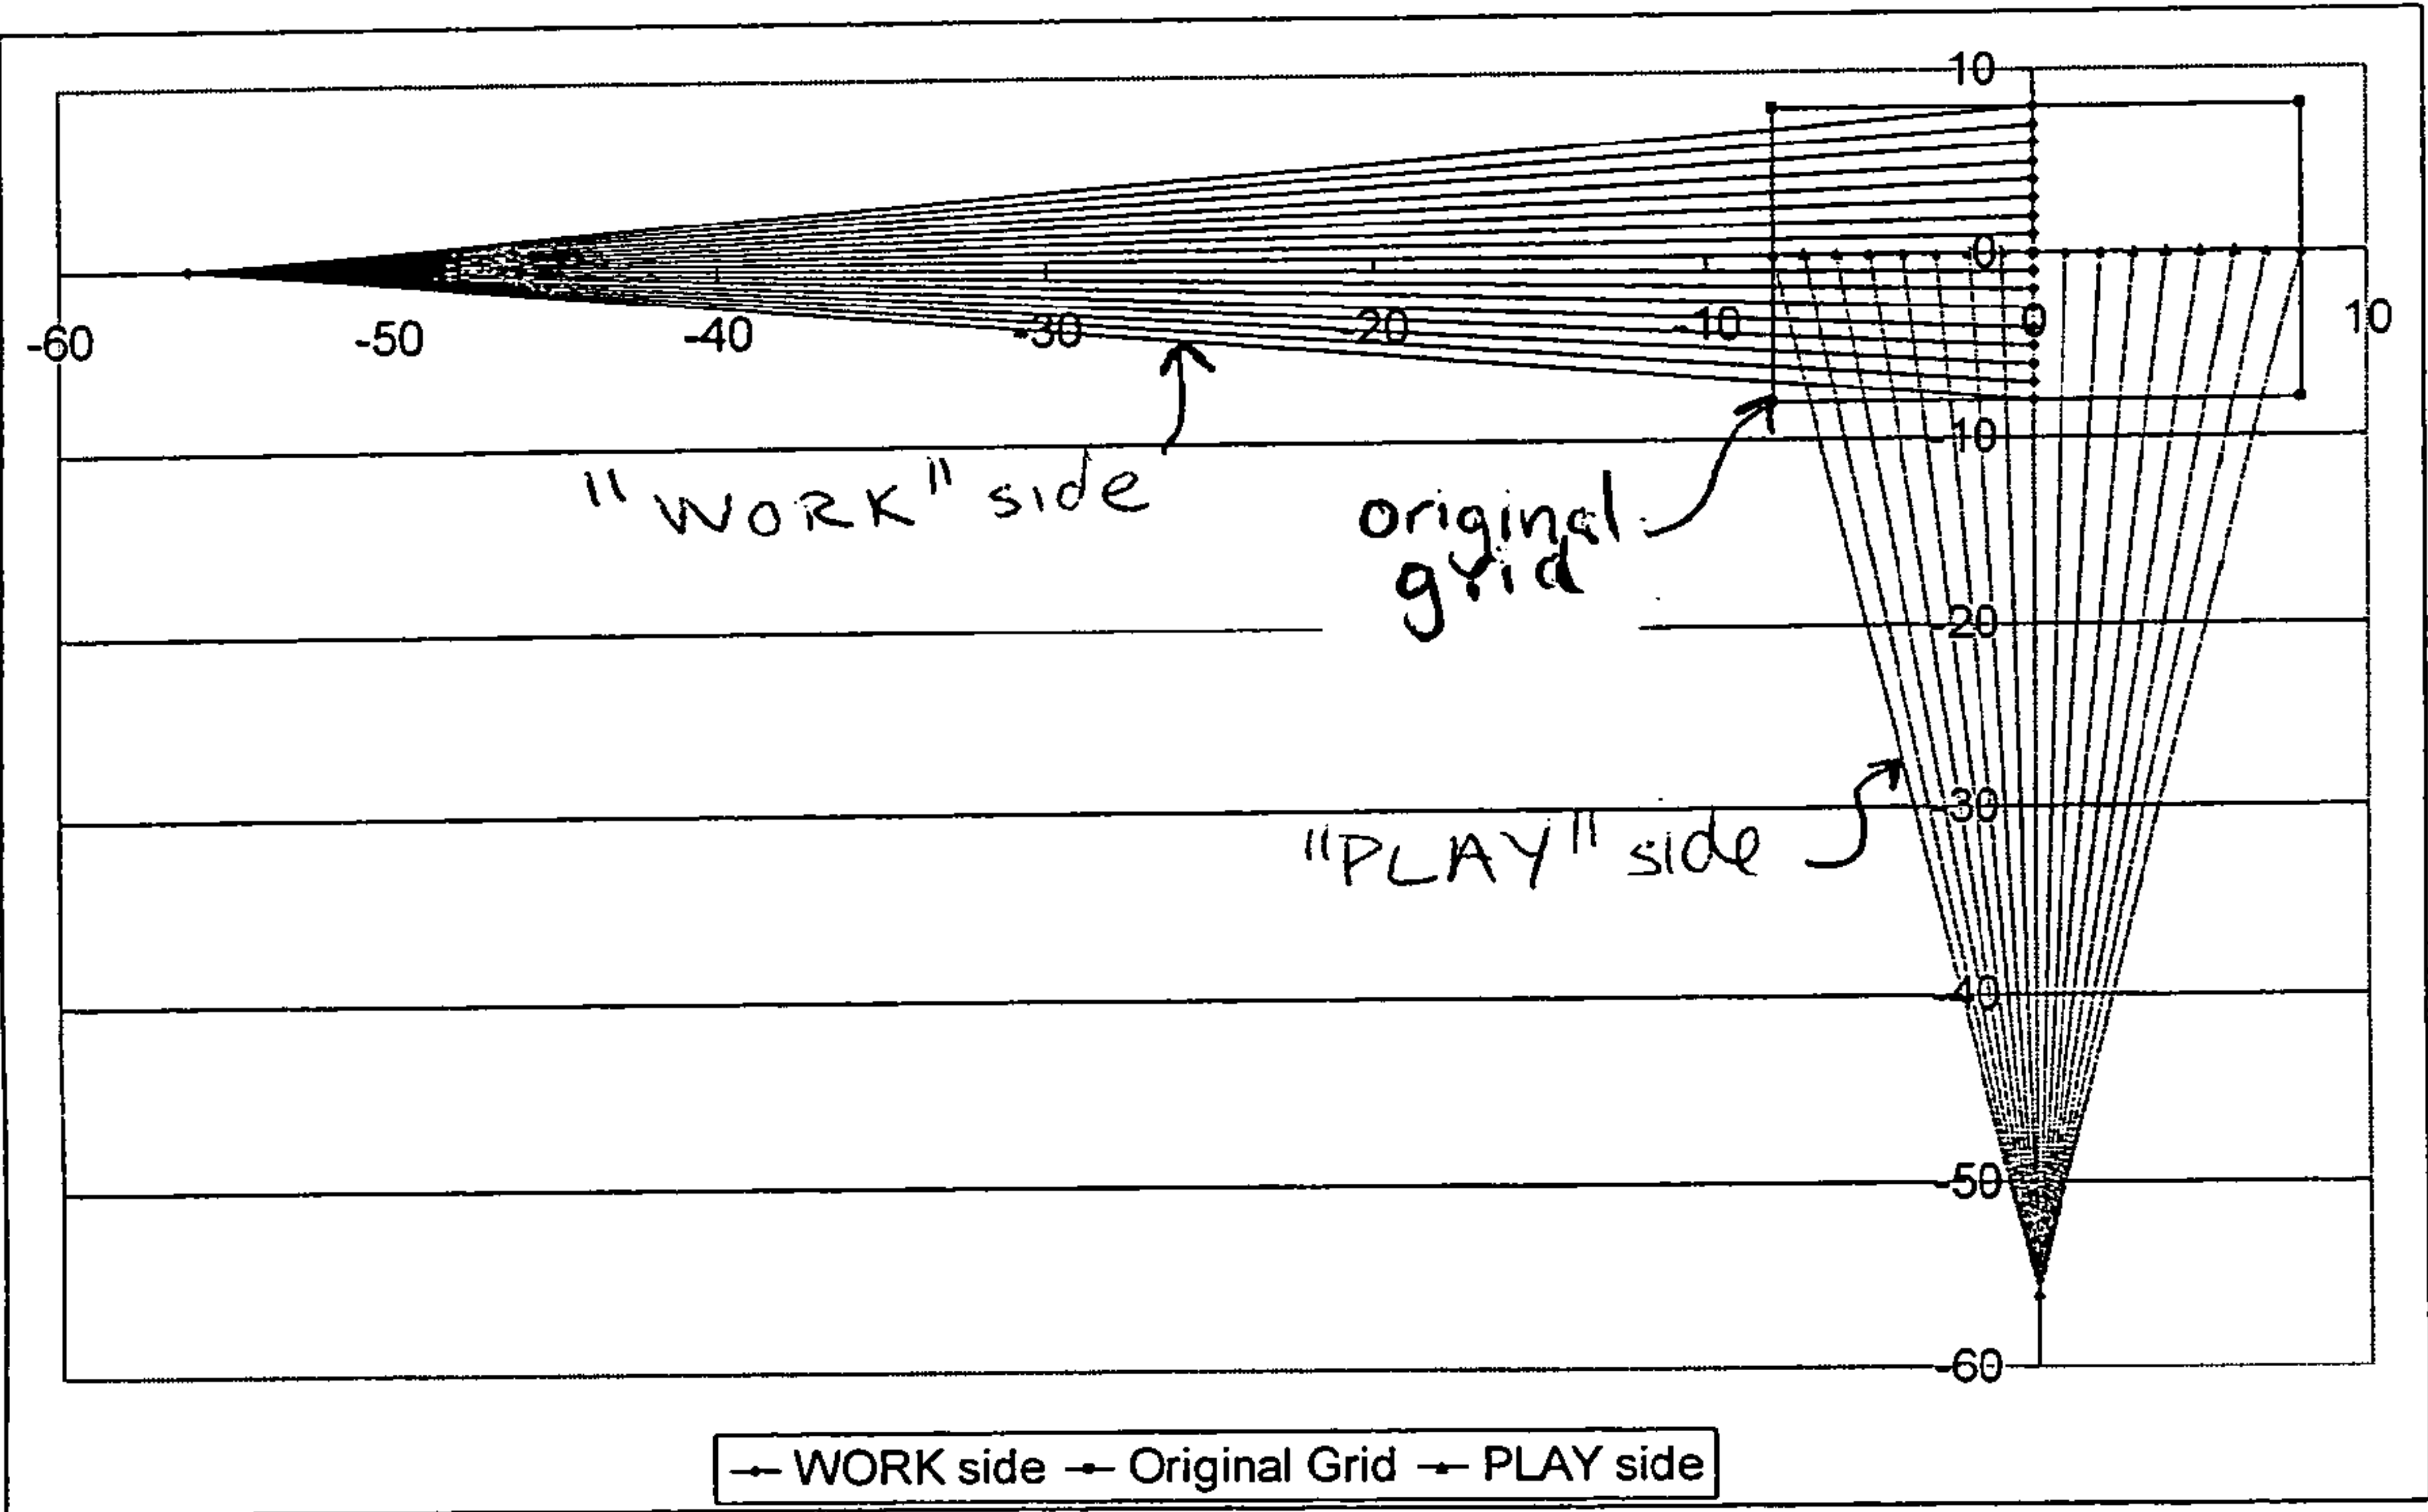 10
0
-60 -50 -40 -30 -20 -10 0 10
-10
"WORK" side
original
grid
-20
-30
"PLAY" side
-40
-50
-60
WORK side Original Grid PLAY side